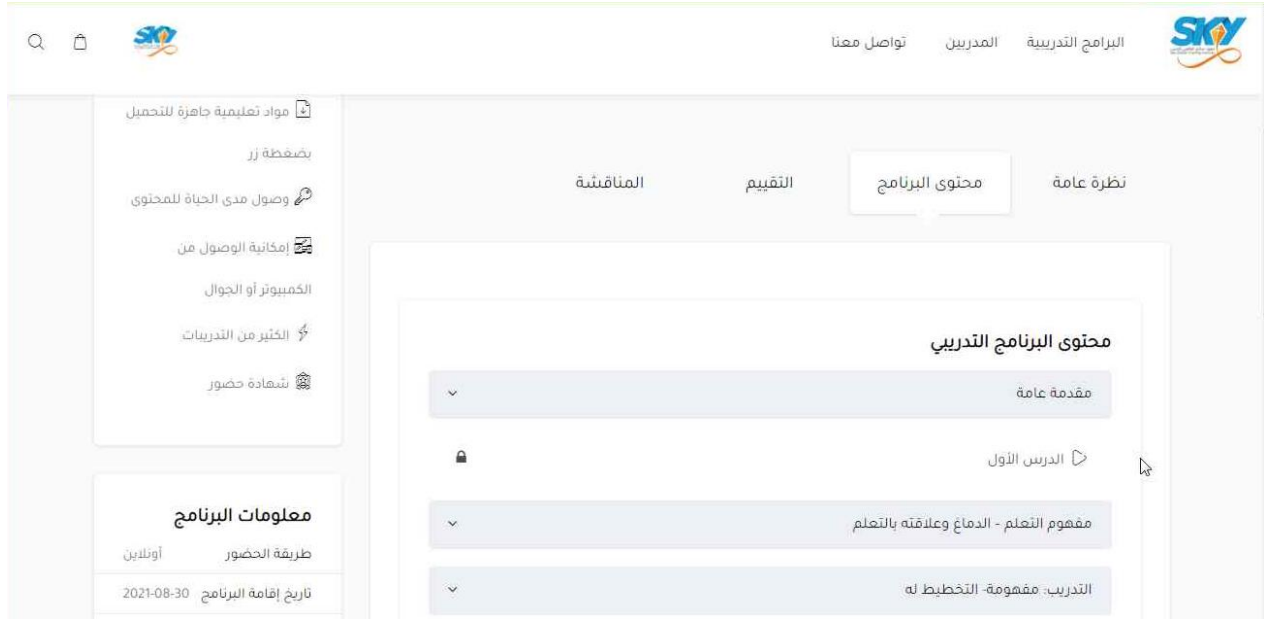 SKY
البرامج التدريبية
المدربين
تواصل معنا
SKY
نظرة عامة
محتوى البرنامج
التقييم
المناقشة
محتوى البرنامج التدريبي
مقدمة عامة
الدرس الأول
مفهوم التعلم - الدماغ وعلاقته بالتعلم
التدريب: مفهومة- التخطيط له
مواد تعليمية جاهزة للتحميل
بضغطة زر
وصول مدى الحياة للمحتوى
إمكانية الوصول من
الكمبيوتر أو الجوال
الكثير من التدريبات
شهادة حضور
معلومات البرنامج
طريقة الحضور أونلاين
تاريخ إقامة البرنامج 2021-08-30